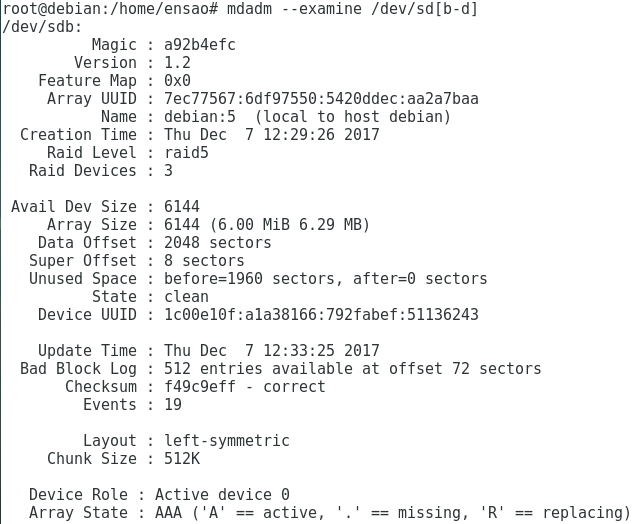 root@debian:/home/ensao# mdadm --examine /dev/sd[b-d]
/dev/sdb:
          Magic : a92b4efc
        Version : 1.2
    Feature Map : 0x0
     Array UUID : 7ec77567:6df97550:5420ddec:aa2a7baa
           Name : debian:5  (local to host debian)
  Creation Time : Thu Dec  7 12:29:26 2017
     Raid Level : raid5
   Raid Devices : 3

 Avail Dev Size : 6144
     Array Size : 6144 (6.00 MiB 6.29 MB)
    Data Offset : 2048 sectors
   Super Offset : 8 sectors
   Unused Space : before=1960 sectors, after=0 sectors
          State : clean
    Device UUID : 1c00e10f:a1a38166:792fabef:51136243

    Update Time : Thu Dec  7 12:33:25 2017
  Bad Block Log : 512 entries available at offset 72 sectors
       Checksum : f49c9eff - correct
         Events : 19

         Layout : left-symmetric
     Chunk Size : 512K

   Device Role : Active device 0
   Array State : AAA ('A' == active, '.' == missing, 'R' == replacing)